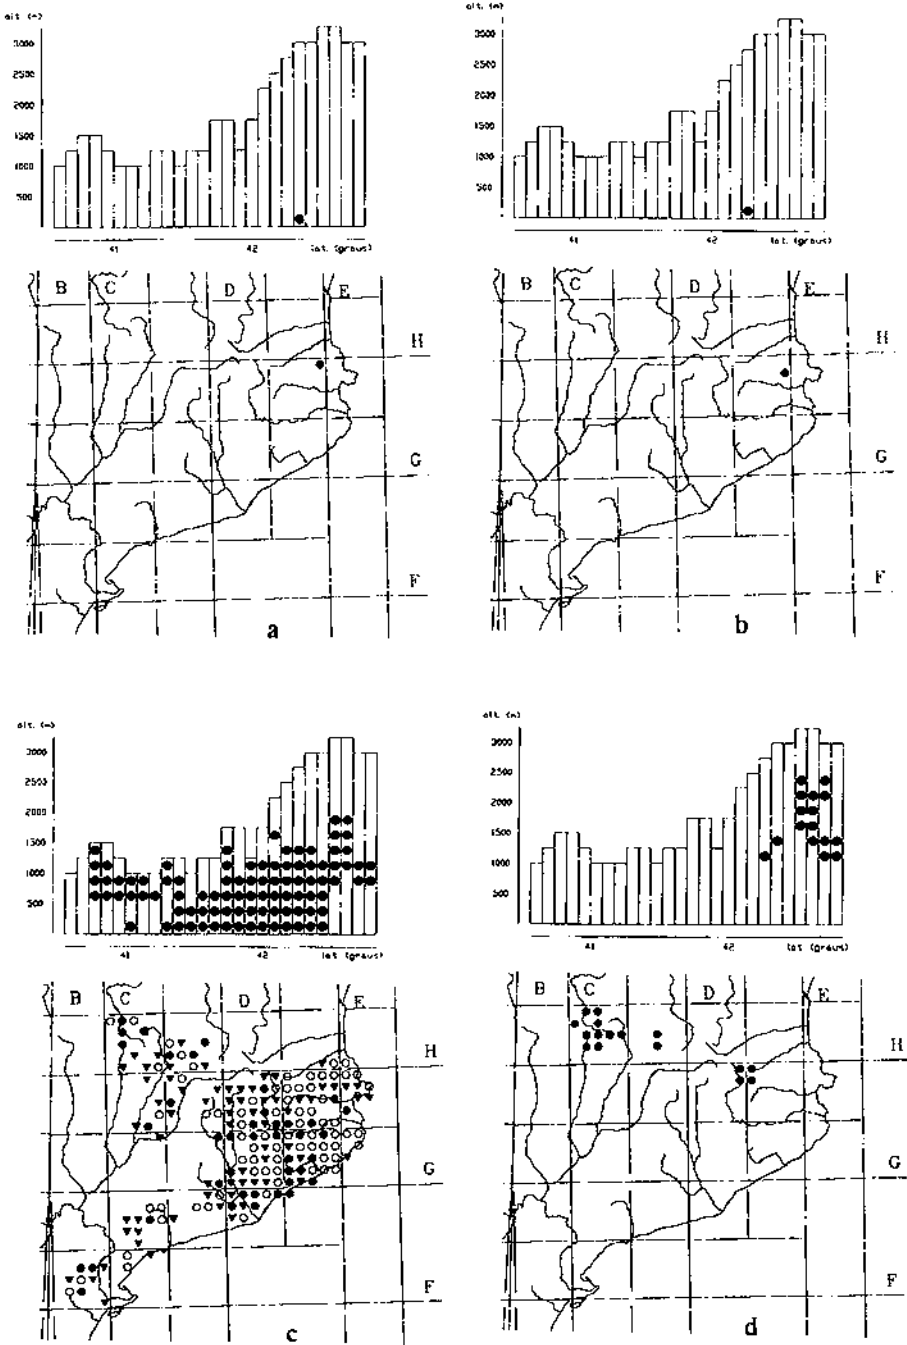 alt. (m)
3000
2500
2000
1500
1000
500
41
42
lat. (graus)
B
C
D
E
H
G
F
a
alt. (m)
3000
2500
2000
1500
1000
500
41
42
lat. (graus)
B
C
D
E
H
G
F
b
alt. (m)
3000
2500
2000
1500
1000
500
41
42
lat (graus)
B
C
D
E
H
G
F
c
alt. (m)
3000
2500
2000
1500
1000
500
41
42
lat (graus)
B
C
D
E
H
G
F
d